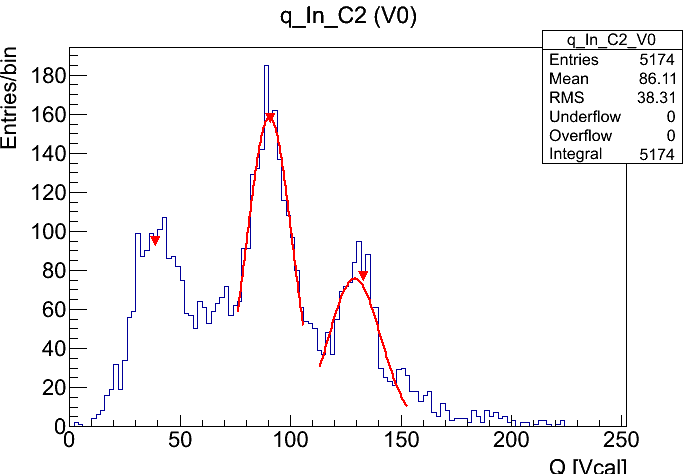 q_In_C2 (V0)
q_In_C2_V0
Entries 5174
Mean 86.11
RMS 38.31
Underflow 0
Overflow 0
Integral 5174
Entries/bin
180
160
140
120
100
80
60
40
20
0
0 50 100 150 200 250
Q [Vcal]